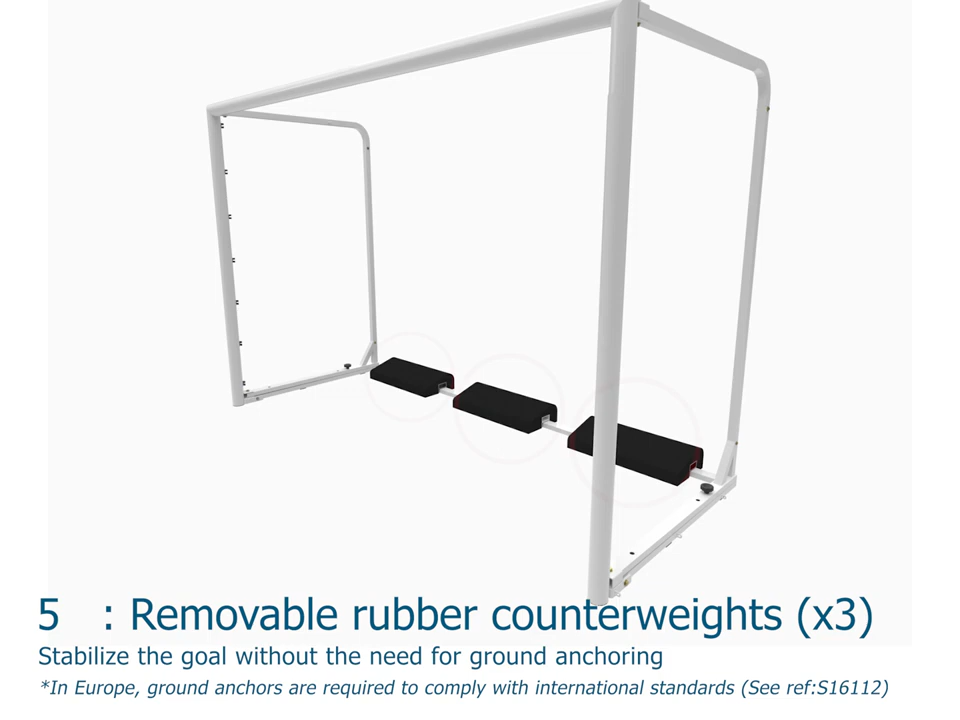 5 : Removable rubber counterweights (x3)
Stabilize the goal without the need for ground anchoring
*In Europe, ground anchors are required to comply with international standards (See ref:S16112)